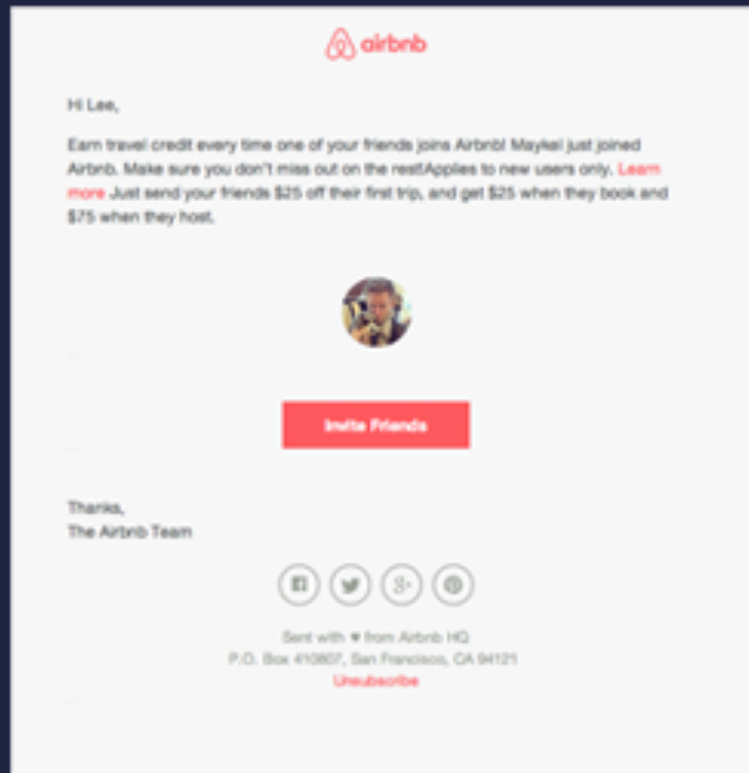 airbnb
Hi Lee,
Earn travel credit every time one of your friends joins Airbnb! Maykel just joined
Airbnb. Make sure you don't miss out on the rest!Applies to new users only. Learn
more Just send your friends $25 off their first trip, and get $25 when they book and
$75 when they host.
Invite Friends
Thanks,
The Airbnb Team
Sent with ♥ from Airbnb HQ
P.O. Box 410807, San Francisco, CA 94121
Unsubscribe